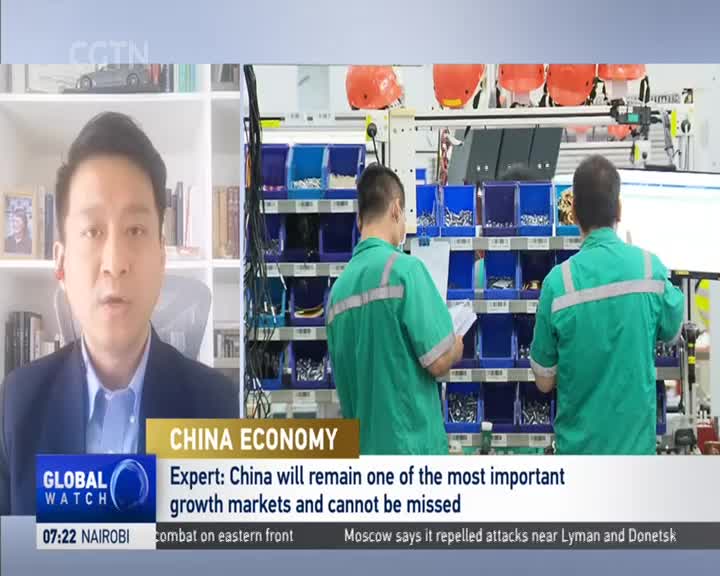 CGTN
CHINA ECONOMY
Expert: China will remain one of the most important
growth markets and cannot be missed
GLOBAL
WATCH
07:22 NAIROBI
combat on eastern front Moscow says it repelled attacks near Lyman and Donetsk